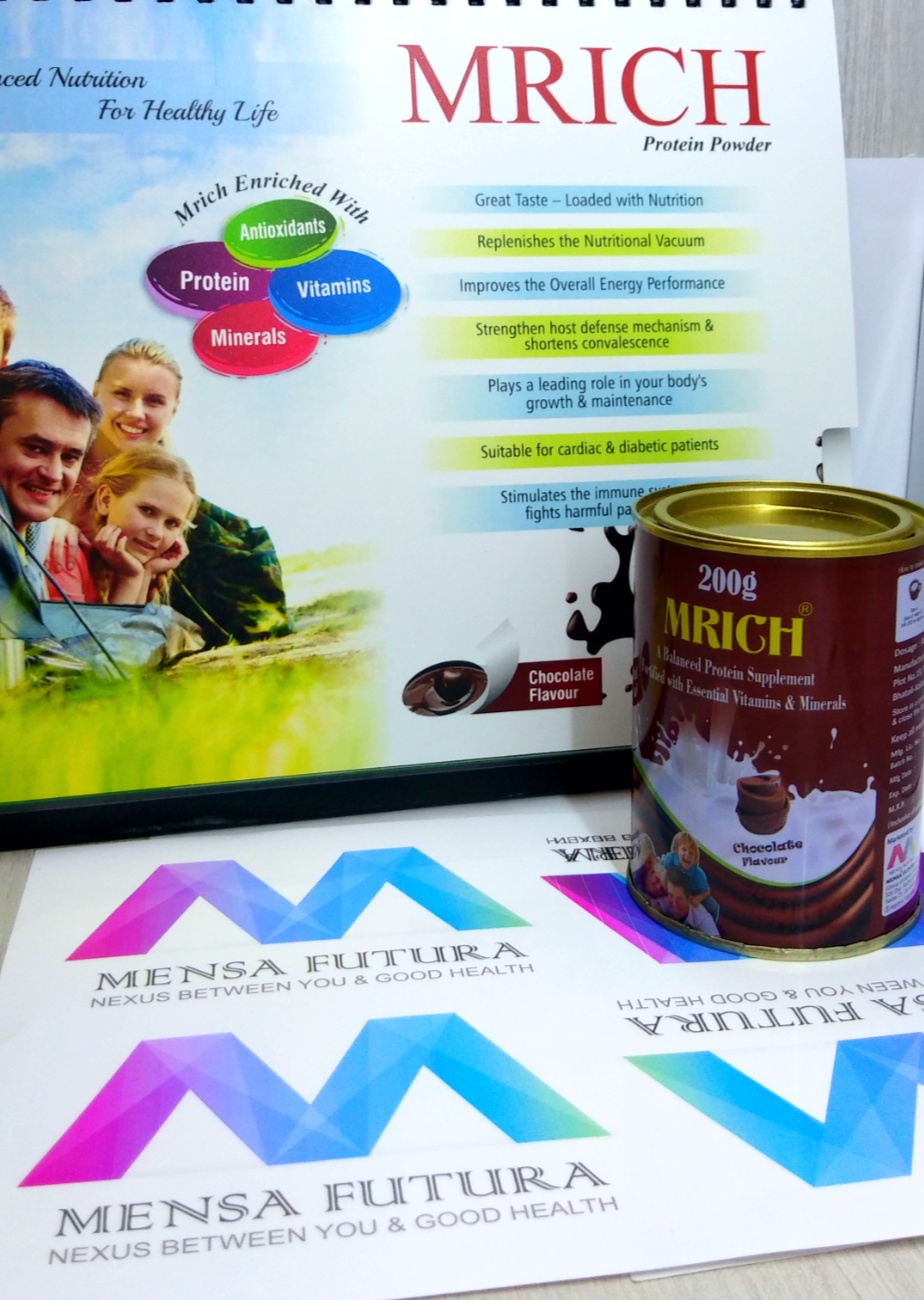 Nutrition
For Healthy Life
MRICH
Protein Powder
Mrich Enriched With
Antioxidants
Protein
Vitamins
Minerals
Great Taste – Loaded with Nutrition
Replenishes the Nutritional Vacuum
Improves the Overall Energy Performance
Strengthen host defense mechanism &
shortens convalescence
Plays a leading role in your body's
growth & maintenance
Suitable for cardiac & diabetic patients
Stimulates the immune
fights harmful
Chocolate
Flavour
200g
MRICH®
A Balanced Protein Supplement
with Essential Vitamins & Minerals
Chocolate
Flavour
MENSA FUTURA
NEXUS BETWEEN YOU & GOOD HEALTH
MENSA FUTURA
NEXUS BETWEEN YOU & GOOD HEALTH
FUTURA
YOU & GOOD HEALTH